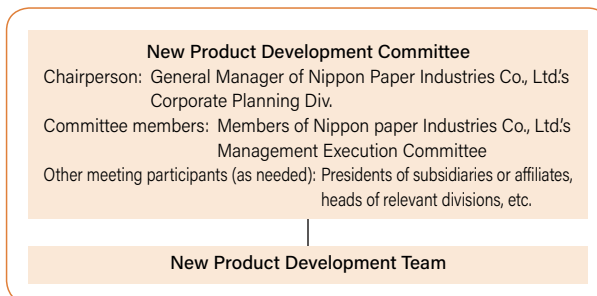 New Product Development Committee
Chairperson: General Manager of Nippon Paper Industries Co., Ltd.'s
Corporate Planning Div.
Committee members: Members of Nippon paper Industries Co., Ltd.'s
Management Execution Committee
Other meeting participants (as needed): Presidents of subsidiaries or affiliates,
heads of relevant divisions, etc.
New Product Development Team